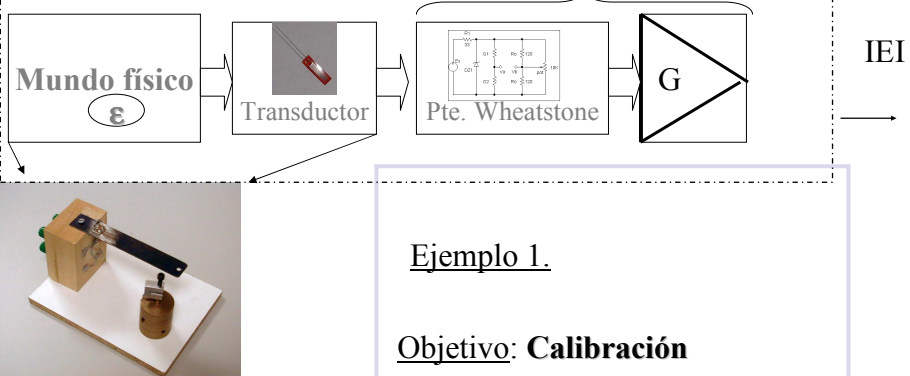 Mundo físico
ε
Transductor
Pte. Wheatstone
G
IEI
Ejemplo 1.
Objetivo: Calibración